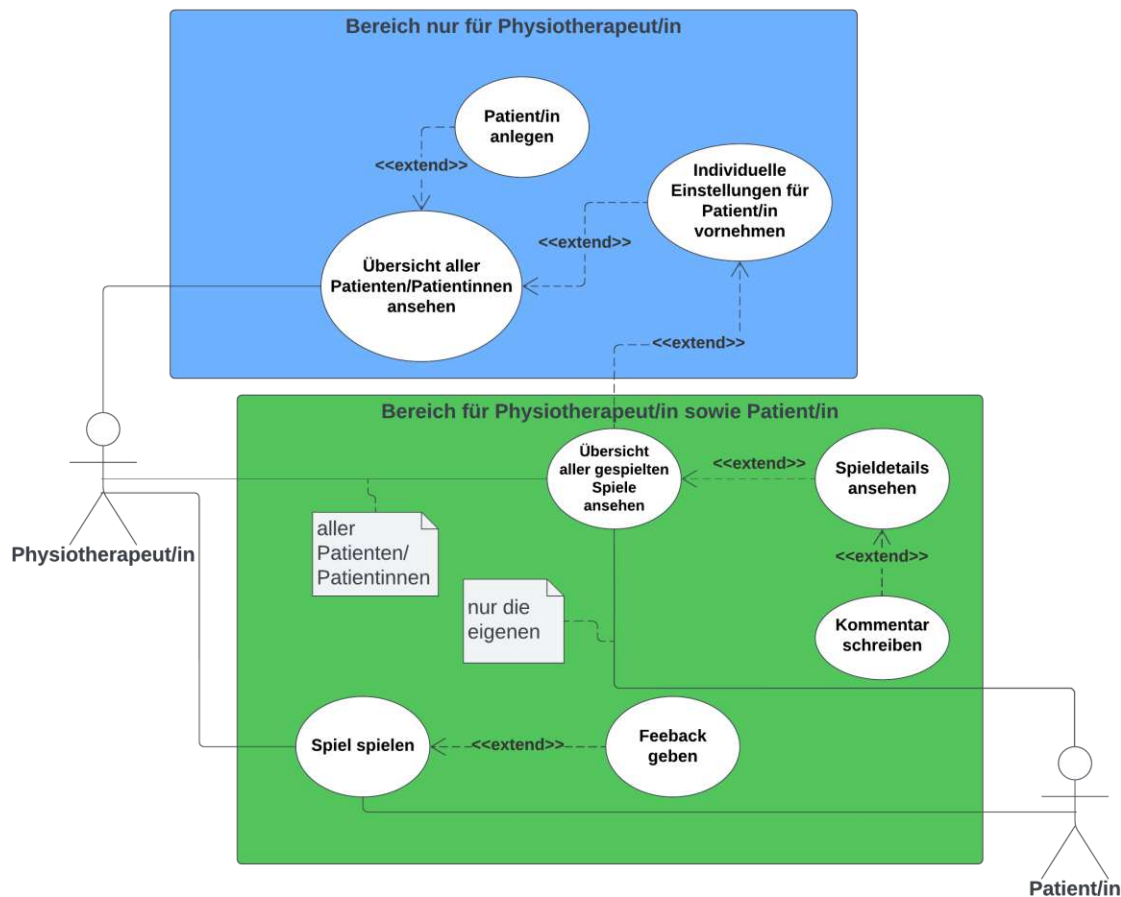 Bereich nur für Physiotherapeut/in
Patient/in
anlegen
<<extend>>
Individuelle
Einstellungen für
Patient/in
vornehmen
<<extend>>
Übersicht aller
Patienten/Patientinnen
ansehen
<<extend>>
Bereich für Physiotherapeut/in sowie Patient/in
Übersicht
aller gespielten
Spiele
ansehen
<<extend>>
Spieldetails
ansehen
Physiotherapeut/in
aller
Patienten/
Patientinnen
<<extend>>
nur die
eigenen
Kommentar
schreiben
Spiel spielen
<<extend>>
Feeback
geben
Patient/in